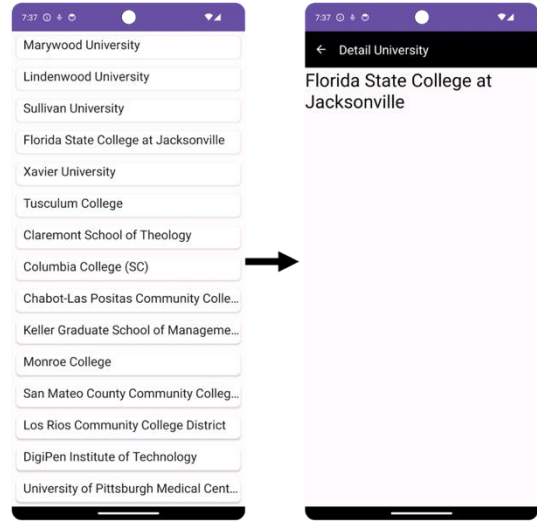 7:37
Marywood University
Lindenwood University
Sullivan University
Florida State College at Jacksonville
Xavier University
Tusculum College
Claremont School of Theology
Columbia College (SC)
Chabot-Las Positas Community Colle...
Keller Graduate School of Manageme...
Monroe College
San Mateo County Community Colleg...
Los Rios Community College District
DigiPen Institute of Technology
University of Pittsburgh Medical Cent...
7:37
Detail University
Florida State College at
Jacksonville